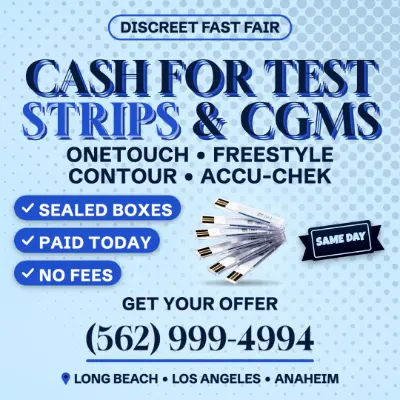 DISCREET FAST FAIR
CASH FOR TEST
STRIPS & CGMS
ONETOUCH • FREESTYLE
CONTOUR • ACCU-CHEK
SEALED BOXES
PAID TODAY
NO FEES
SAME DAY
GET YOUR OFFER
(562) 999-4994
LONG BEACH • LOS ANGELES • ANAHEIM